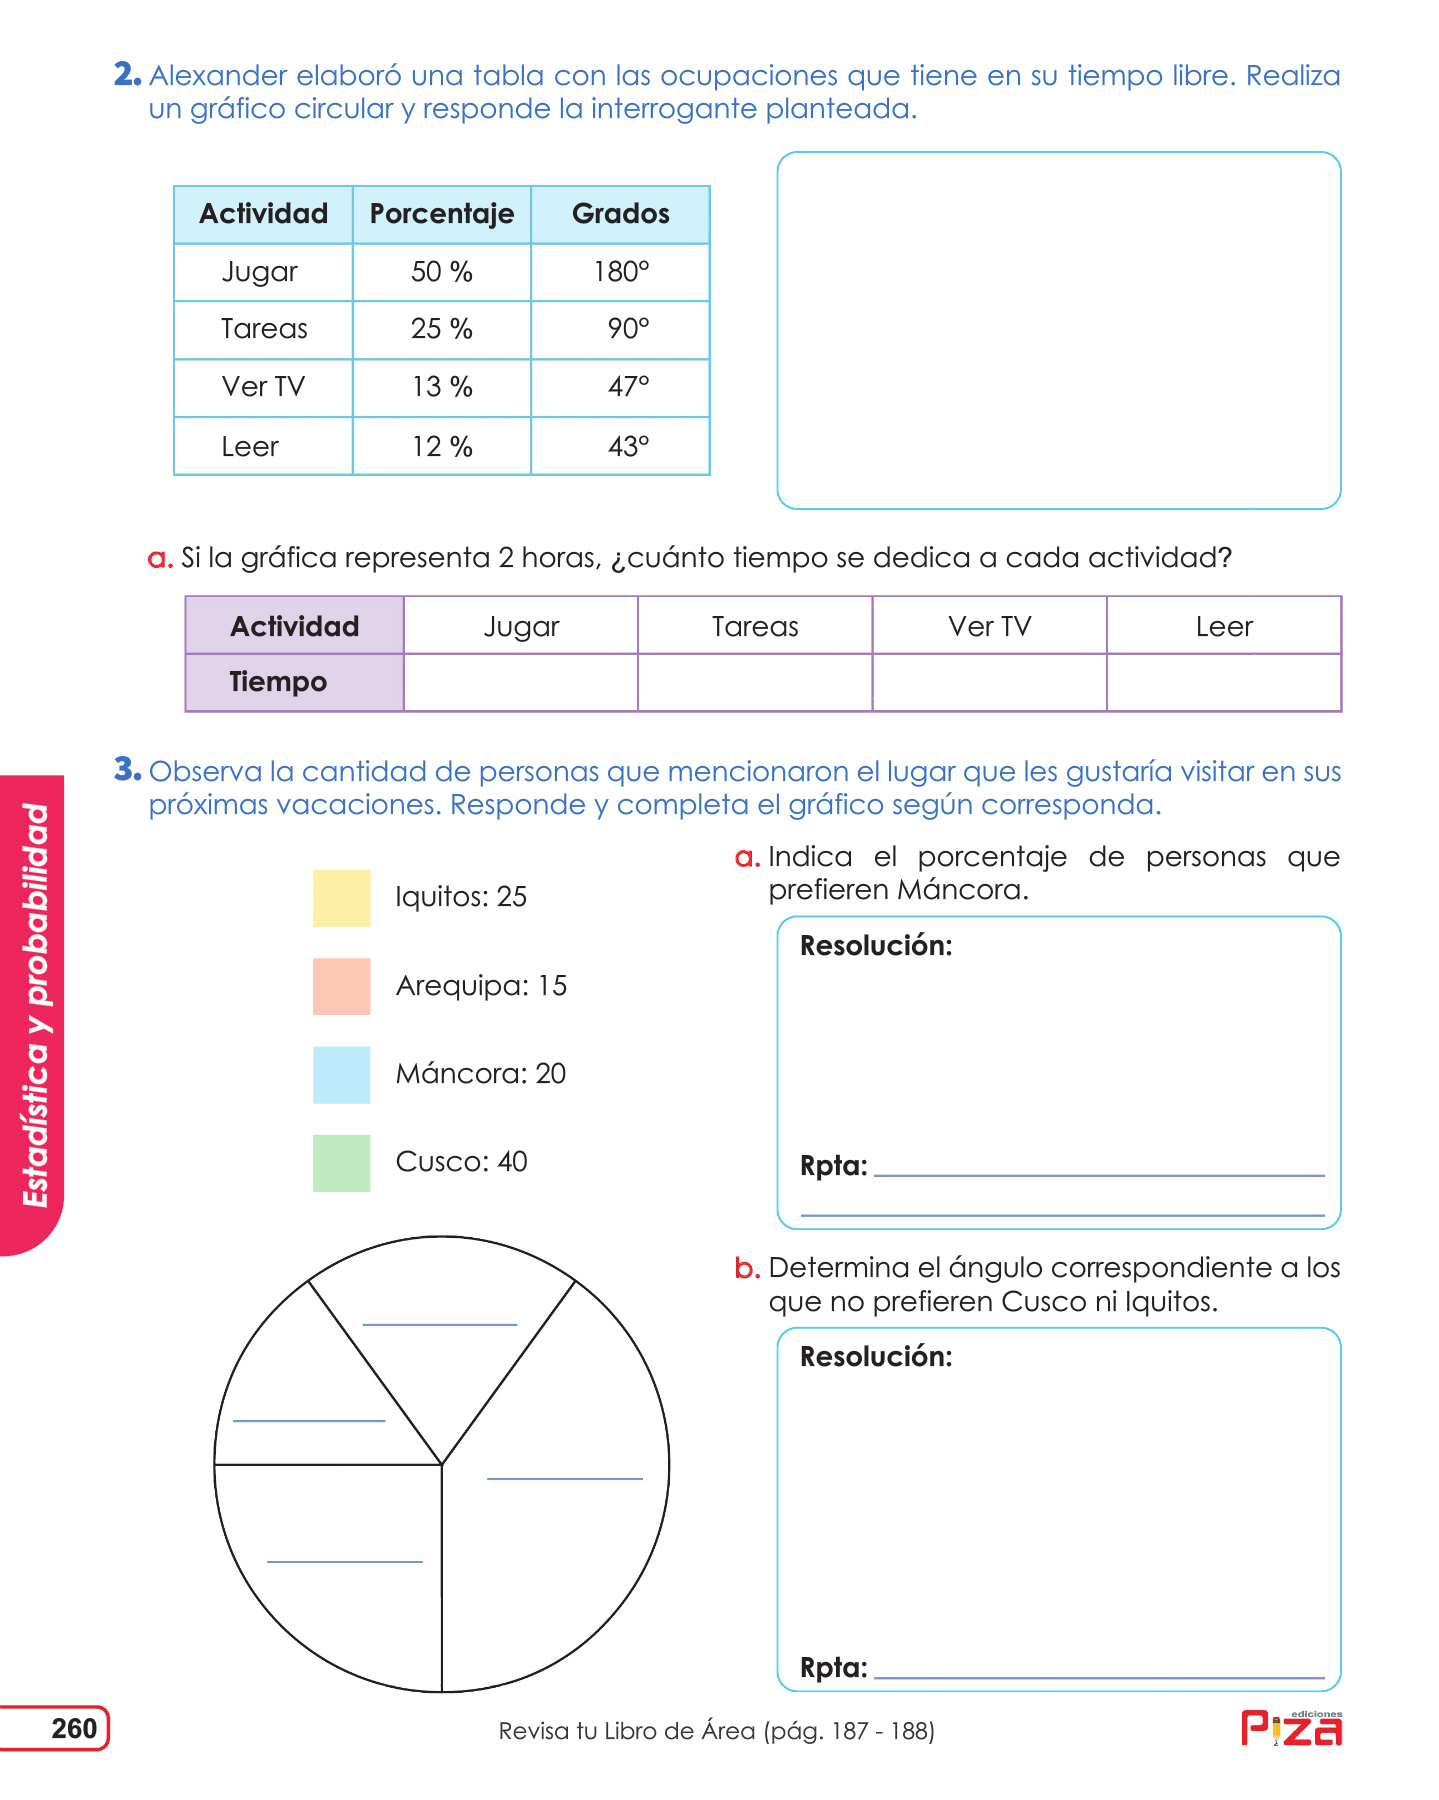 2. Alexander elaboró una tabla con las ocupaciones que tiene en su tiempo libre. Realiza
un gráfico circular y responde la interrogante planteada.
Actividad Porcentaje Grados
Jugar 50 % 180°
Tareas 25 % 90°
Ver TV 13 % 47°
Leer 12 % 43°
a. Si la gráfica representa 2 horas, ¿cuánto tiempo se dedica a cada actividad?
Actividad Jugar Tareas Ver TV Leer
Tiempo
3. Observa la cantidad de personas que mencionaron el lugar que les gustaría visitar en sus
próximas vacaciones. Responde y completa el gráfico según corresponda.
Iquitos: 25
Arequipa: 15
Máncora: 20
Cusco: 40
a. Indica el porcentaje de personas que
prefieren Máncora.
Resolución:
Rpta:
b. Determina el ángulo correspondiente a los
que no prefieren Cusco ni Iquitos.
Resolución:
Rpta:
Estadística y probabilidad
260
Revisa tu Libro de Área (pág. 187 - 188)
ediciones
Piza